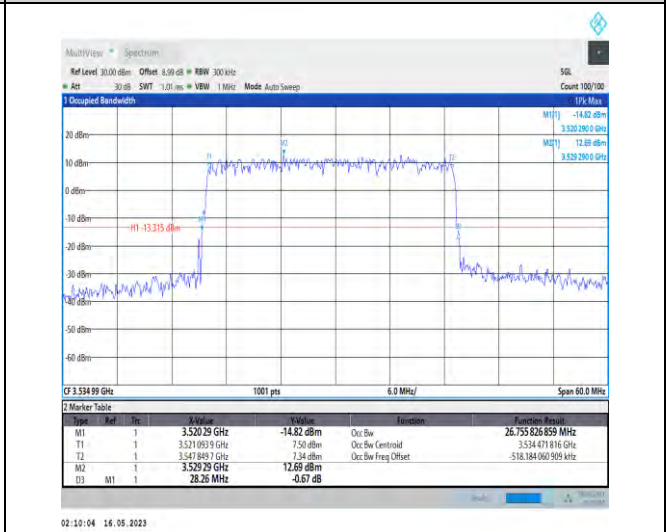 MultiView Spectrum
Ref Level 30.00 dBm Offset 8.99 dB RBW 300 kHz SGL
Att 30 dB SWT 1.01 ms VBW 1 MHz Mode Auto Sweep Count 100/100
1 Occupied Bandwidth 1Pk Max
M1[1] -14.82 dBm
3.520 290 0 GHz
M2[1] 12.69 dBm
3.529 290 0 GHz
20 dBm
M2
T1 T2
10 dBm
0 dBm
-10 dBm
M1
H1 -13.315 dBm
-20 dBm
-30 dBm
-40 dBm
-50 dBm
-60 dBm
CF 3.534 99 GHz 1001 pts 6.0 MHz/ Span 60.0 MHz
2 Marker Table
Type Ref Trc X-Value Y-Value Function Function Result
M1 1 3.520 29 GHz -14.82 dBm Occ Bw 26.755 826 859 MHz
T1 1 3.521 093 9 GHz 7.50 dBm Occ Bw Centroid 3.534 471 816 GHz
T2 1 3.547 849 7 GHz 7.34 dBm Occ Bw Freq Offset -518.184 060 909 kHz
M2 1 3.529 29 GHz 12.69 dBm
D3 M1 1 28.26 MHz -0.67 dB
02:10:04 16.05.2023